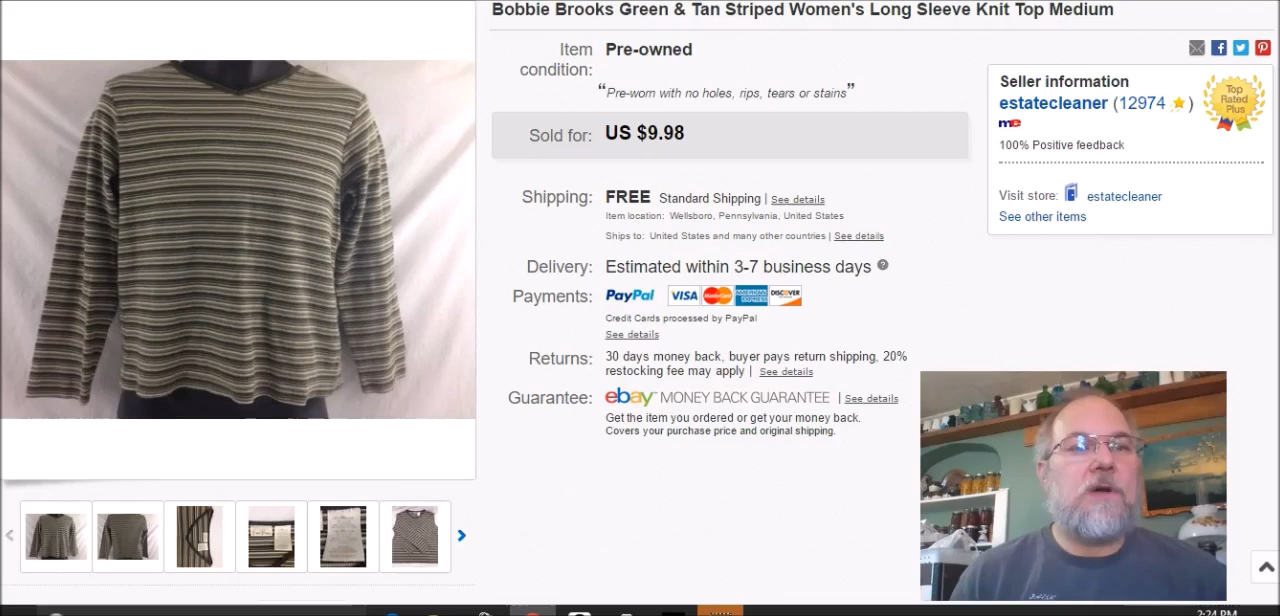 Bobbie Brooks Green & Tan Striped Women's Long Sleeve Knit Top Medium
Item condition: Pre-owned
“Pre-worn with no holes, rips, tears or stains”
Sold for: US $9.98
Shipping: FREE Standard Shipping | See details
Item location: Wellsboro, Pennsylvania, United States
Ships to: United States and many other countries | See details
Delivery: Estimated within 3-7 business days
Payments: PayPal VISA MasterCard AMERICAN EXPRESS DISCOVER
Credit Cards processed by PayPal
See details
Returns: 30 days money back, buyer pays return shipping, 20%
restocking fee may apply | See details
Guarantee: ebay MONEY BACK GUARANTEE | See details
Get the item you ordered or get your money back.
Covers your purchase price and original shipping.
Seller information
estatecleaner (12974 )
me
100% Positive feedback
Top Rated Plus
Visit store: estatecleaner
See other items
2:24 PM